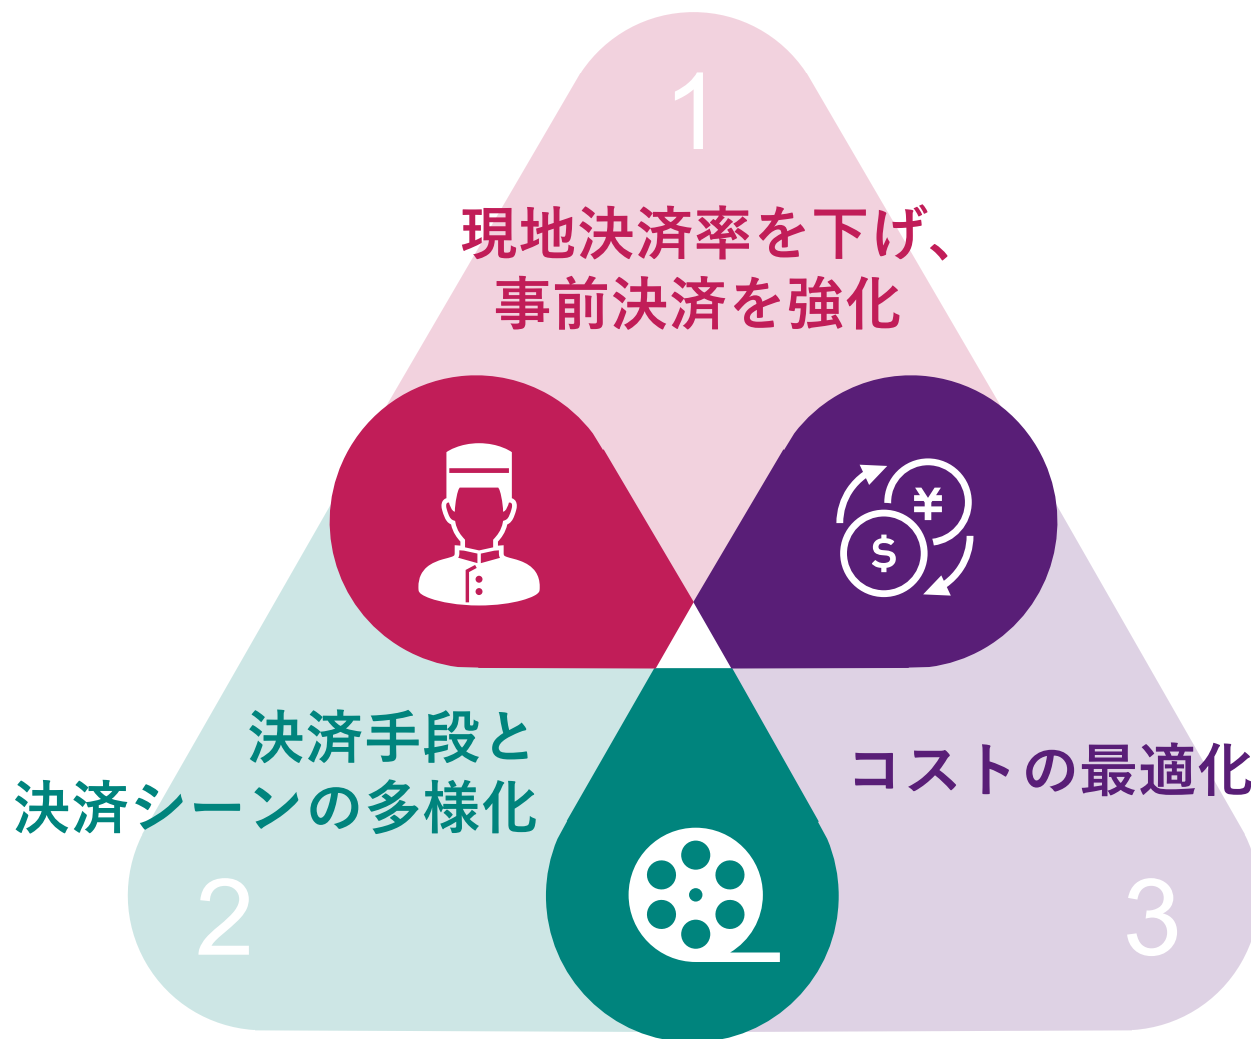 1
現地決済率を下げ、
事前決済を強化
¥
$
決済手段と
決済シーンの多様化
コストの最適化
2
3